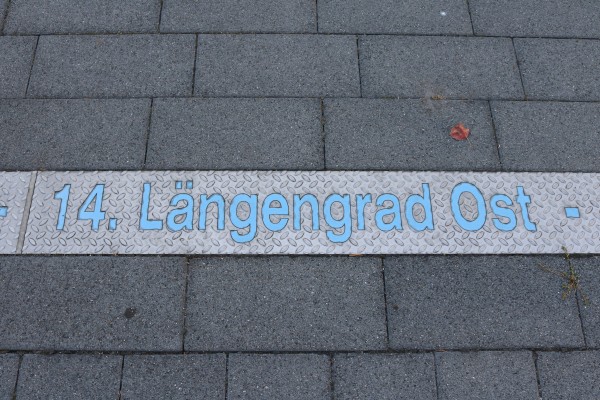 - 14. Längengrad Ost -